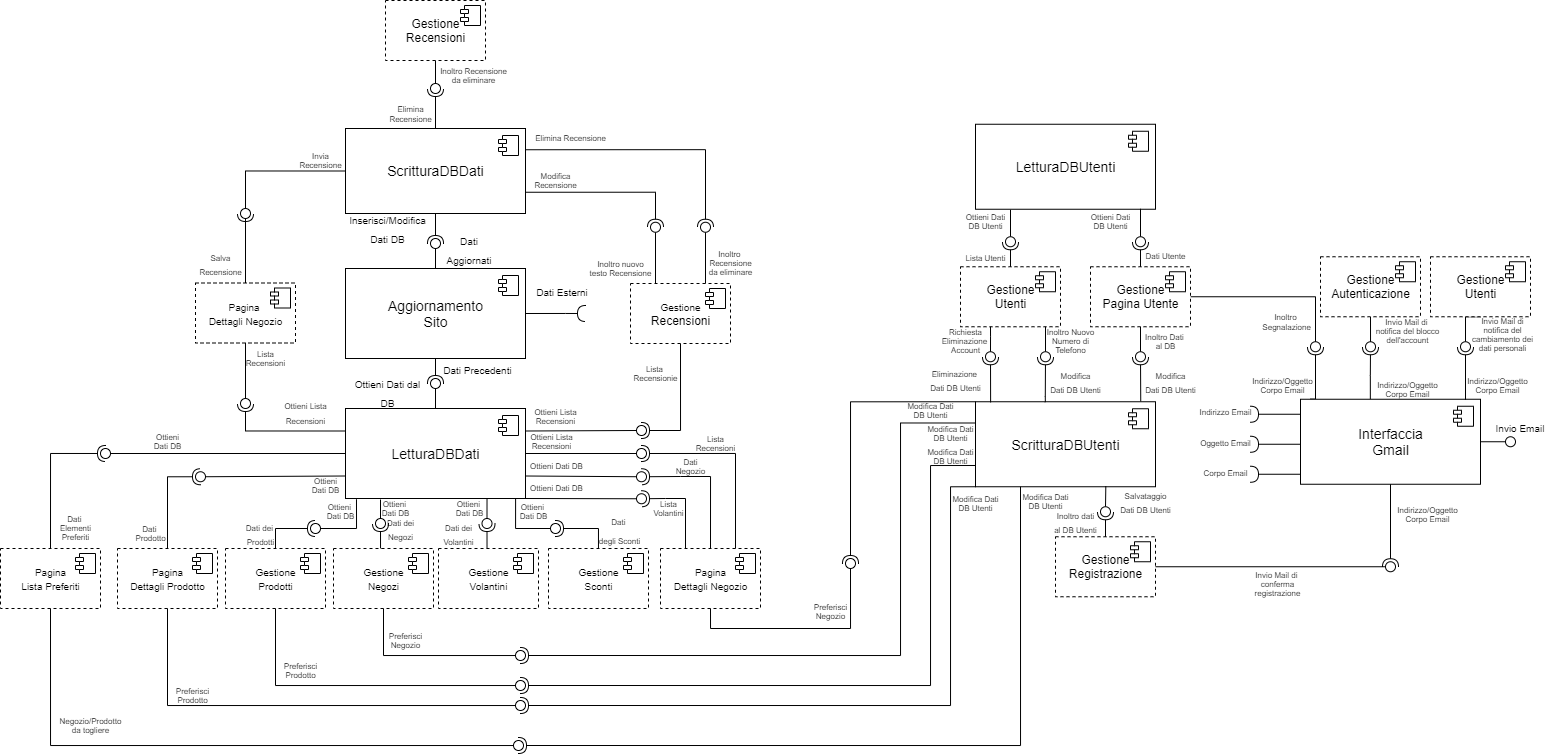 Gestione
Recensioni
Inoltro Recensione
da eliminare
Elimina
Recensione
Invia
Recensione
ScritturaDBDati
Elimina Recensione
Modifica
Recensione
Inserisci/Modifica
Dati DB
Dati
Aggiornati
Salva
Recensione
Pagina
Dettagli Negozio
Aggiornamento
Sito
Dati Esterni
Inoltro nuovo
testo Recensione
Inoltro
Recensione
da eliminare
Gestione
Recensioni
Lista
Recensioni
Ottieni Dati dal
DB
Dati Precedenti
Lista
Recensionie
Ottieni Lista
Recensioni
LetturaDBDati
Ottieni Lista
Recensioni
Ottieni Lista
Recensioni
Ottieni Dati DB
Ottieni Dati DB
Lista
Recensioni
Dati
Negozio
Lista
Volantini
Ottieni
Dati DB
Ottieni
Dati DB
Ottieni
Dati DB
Ottieni
Dati DB
Ottieni
Dati DB
Ottieni
Dati DB
Dati
Elementi
Preferiti
Dati
Prodotto
Dati dei
Prodotti
Dati dei
Negozi
Dati dei
Volantini
Dati
degli Sconti
Pagina
Lista Preferiti
Pagina
Dettagli Prodotto
Gestione
Prodotti
Gestione
Negozi
Gestione
Volantini
Gestione
Sconti
Pagina
Dettagli Negozio
Preferisci
Negozio
Preferisci
Negozio
Preferisci
Prodotto
Preferisci
Prodotto
Negozio/Prodotto
da togliere
LetturaDBUtenti
Ottieni Dati
DB Utenti
Ottieni Dati
DB Utenti
Lista Utenti
Dati Utente
Gestione
Utenti
Gestione
Pagina Utente
Richiesta
Eliminazione
Account
Inoltro Nuovo
Numero di
Telefono
Inoltro Dati
al DB
Eliminazione
Dati DB Utenti
Modifica
Dati DB Utenti
Modifica
Dati DB Utenti
Modifica Dati
DB Utenti
Modifica Dati
DB Utenti
Modifica Dati
DB Utenti
ScritturaDBUtenti
Modifica Dati
DB Utenti
Modifica Dati
DB Utenti
Salvataggio
Dati DB Utenti
Inoltro dati
al DB Utenti
Gestione
Registrazione
Invio Mail di
conferma
registrazione
Inoltro
Segnalazione
Gestione
Autenticazione
Gestione
Utenti
Invio Mail di
notifica del blocco
dell'account
Invio Mail di
notifica del
cambiamento dei
dati personali
Indirizzo/Oggetto
Corpo Email
Indirizzo/Oggetto
Corpo Email
Indirizzo/Oggetto
Corpo Email
Indirizzo Email
Oggetto Email
Corpo Email
Interfaccia
Gmail
Invio Email
Indirizzo/Oggetto
Corpo Email